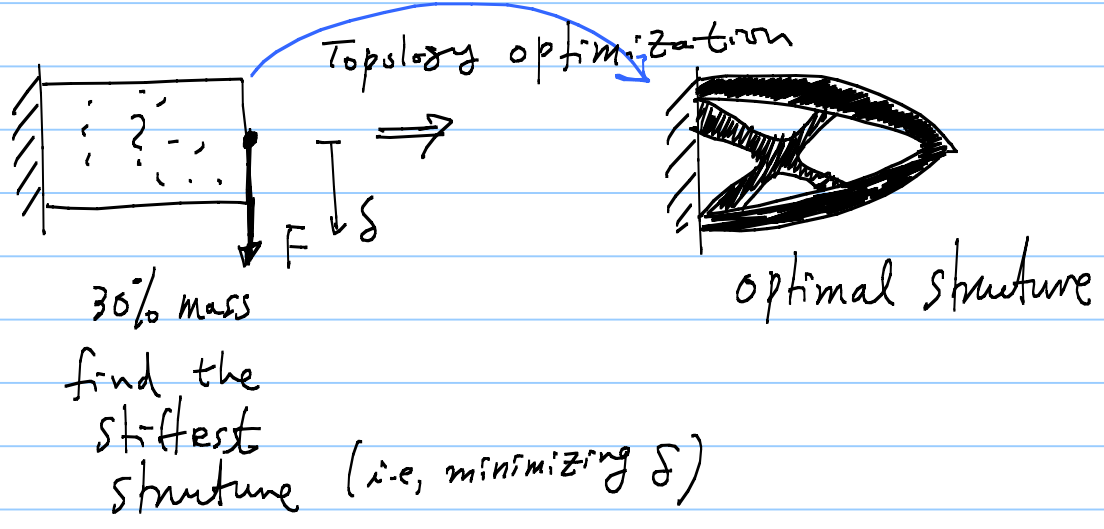 Topology optimization
?
F
δ
30% mass
find the
stiffest
structure (i.e, minimizing δ)
optimal structure